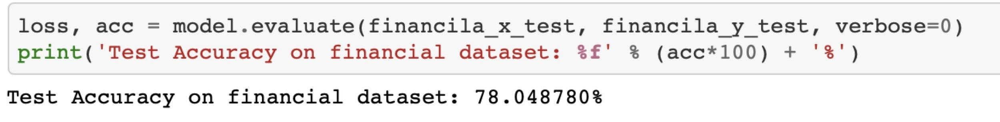 loss, acc = model.evaluate(financila_x_test, financila_y_test, verbose=0)
print('Test Accuracy on financial dataset: %f' % (acc*100) + '%')
Test Accuracy on financial dataset: 78.048780%